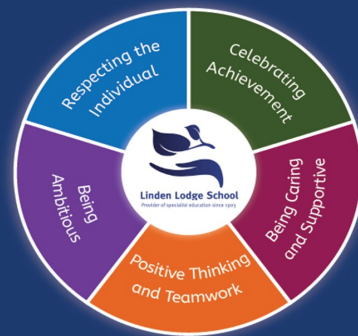 Respecting the
Individual
Celebrating
Achievement
Being Caring
and Supportive
Positive Thinking
and Teamwork
Being
Ambitious
Linden Lodge School
Provider of specialist education since 1903